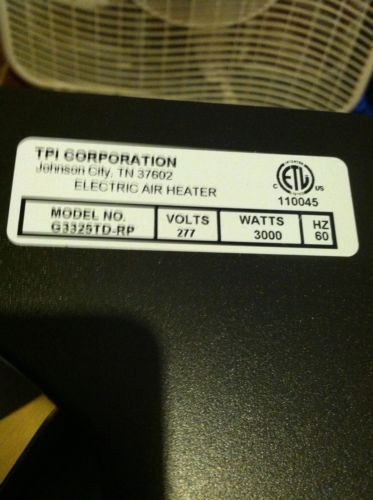 TPI CORPORATION
Johnson City, TN 37602
ELECTRIC AIR HEATER
ETL
C US
110045
MODEL NO. VOLTS WATTS HZ
G3325TD-RP 277 3000 60